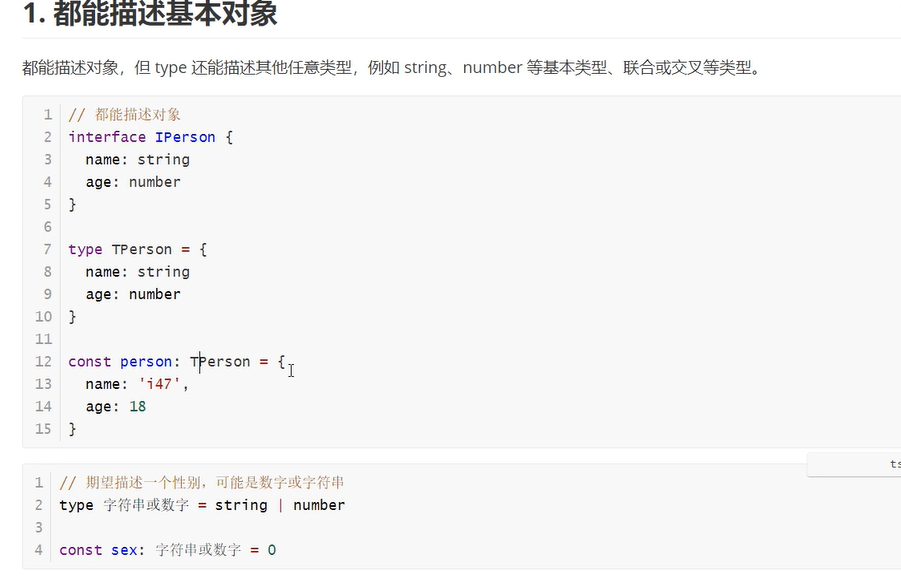 1. 都能描述基本对象
都能描述对象，但 type 还能描述其他任意类型，例如 string、number 等基本类型、联合或交叉等类型。
1 // 都能描述对象
2 interface IPerson {
3   name: string
4   age: number
5 }
6
7 type TPerson = {
8   name: string
9   age: number
10 }
11
12 const person: TPerson = {
13   name: 'i47',
14   age: 18
15 }
ts
1 // 期望描述一个性别，可能是数字或字符串
2 type 字符串或数字 = string | number
3
4 const sex: 字符串或数字 = 0